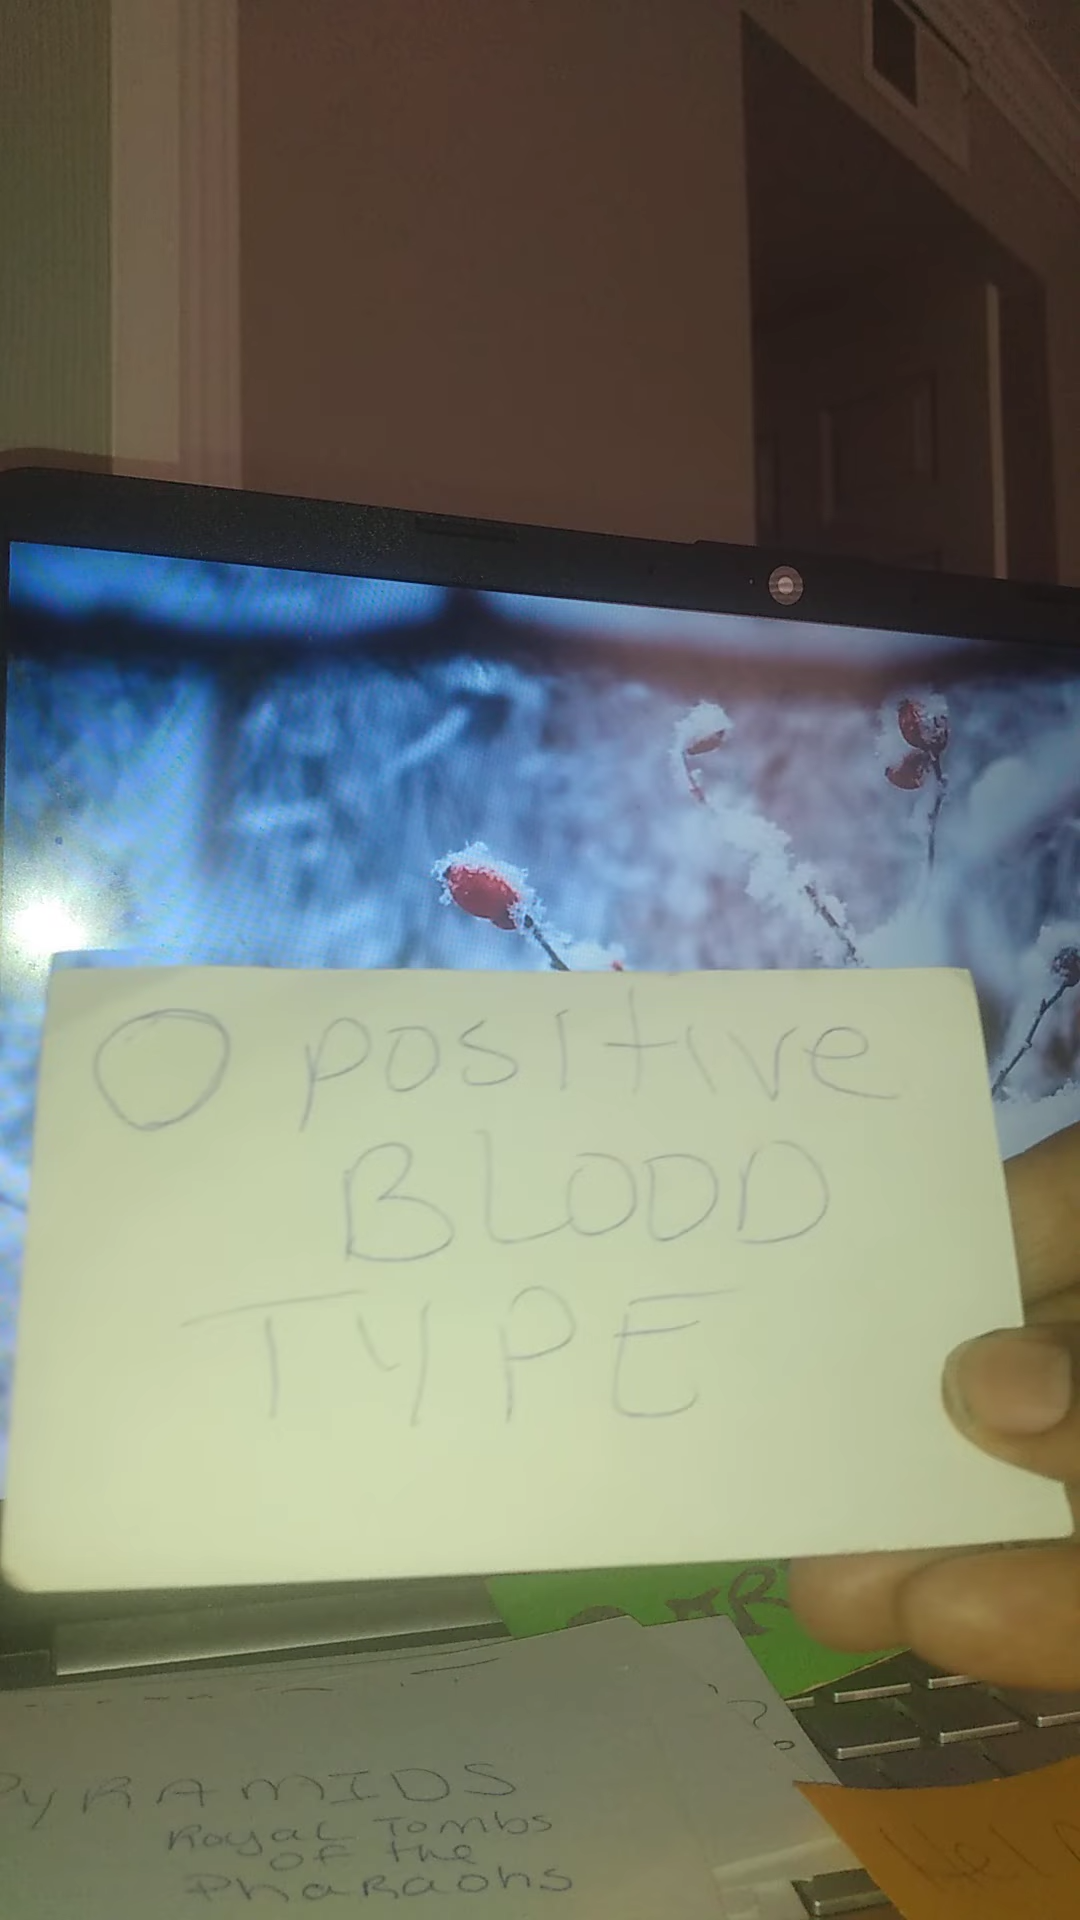 O positive
BLOOD
TYPE
PYRAMIDS
Royal Tombs
of the
Pharaohs